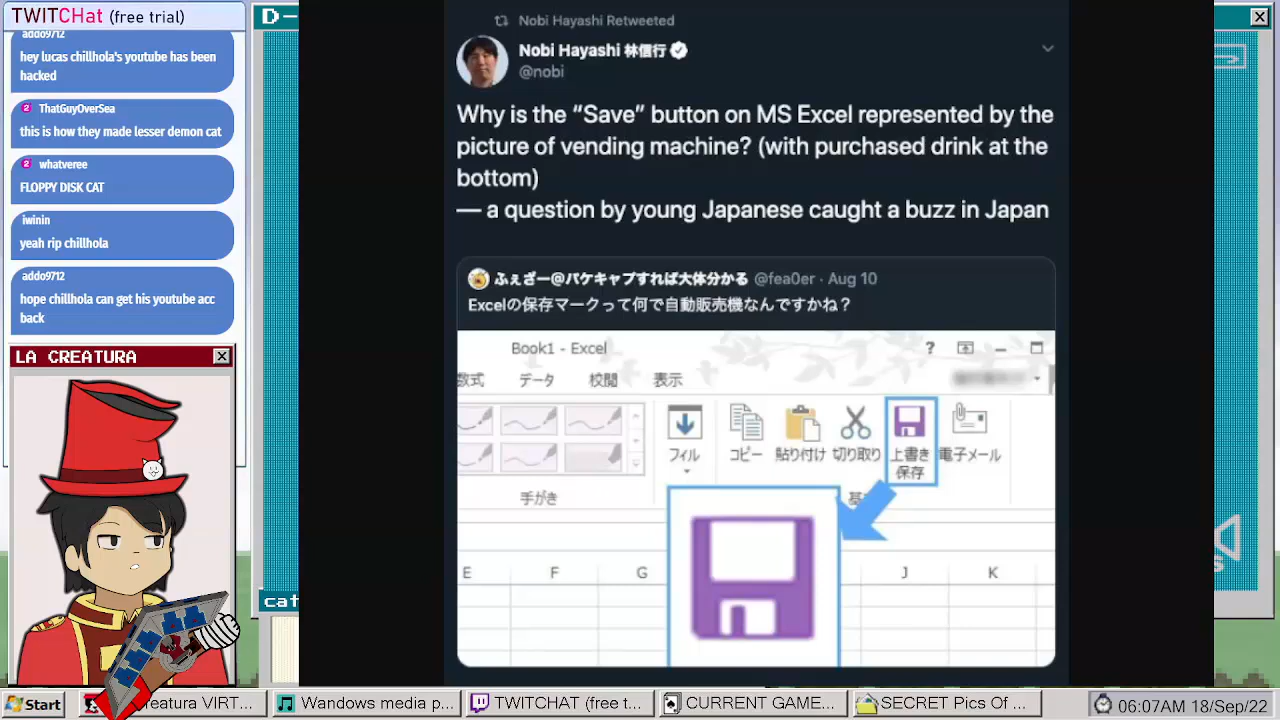 TWITCHat (free trial)
addo9712
hey lucas chillhola's youtube has been
hacked
2 ThatGuyOverSea
this is how they made lesser demon cat
2 whatveree
FLOPPY DISK CAT
iwinin
yeah rip chillhola
addo9712
hope chillhola can get his youtube acc
back
LA CREATURA
D-
cat
Nobi Hayashi Retweeted
Nobi Hayashi 林信行
@nobi
Why is the “Save” button on MS Excel represented by the
picture of vending machine? (with purchased drink at the
bottom)
— a question by young Japanese caught a buzz in Japan
ふぇざー@パケキャプすれば大体分かる @fea0er · Aug 10
Excelの保存マークって何で自動販売機なんですかね？
Book1 - Excel
?
数式 データ 校閲 表示
フィル コピー 貼り付け 切り取り 上書き 電子メール
保存
手がき 基
E F G J K
Start
reatura VIRT...
Wandows media p...
TWITCHAT (free t...
CURRENT GAME...
SECRET PICS OF ...
06:07AM 18/Sep/22